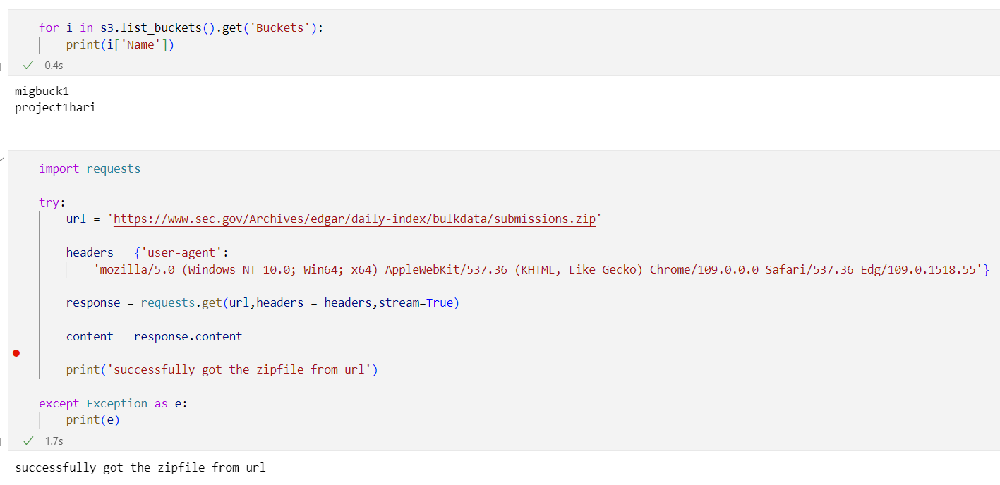 for i in s3.list_buckets().get('Buckets'):
    print(i['Name'])
0.4s
migbuck1
project1hari
import requests
try:
    url = 'https://www.sec.gov/Archives/edgar/daily-index/bulkdata/submissions.zip'
    headers = {'user-agent':
        'mozilla/5.0 (Windows NT 10.0; Win64; x64) AppleWebKit/537.36 (KHTML, Like Gecko) Chrome/109.0.0.0 Safari/537.36 Edg/109.0.1518.55'}
    response = requests.get(url,headers = headers,stream=True)
    content = response.content
    print('successfully got the zipfile from url')
except Exception as e:
    print(e)
1.7s
successfully got the zipfile from url